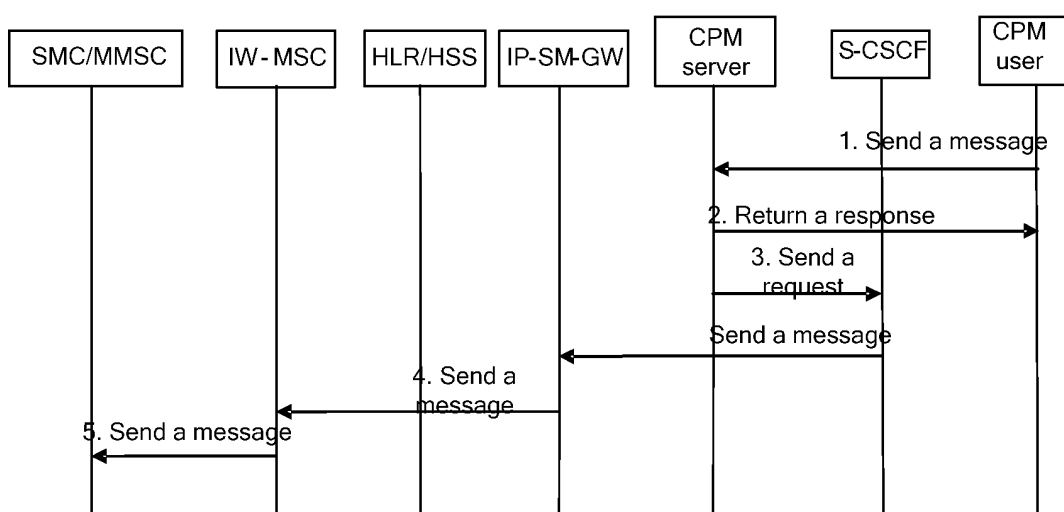 SMC/MMSC
IW-MSC
HLR/HSS
IP-SM-GW
CPM
server
S-CSCF
CPM
user
1. Send a message
2. Return a response
3. Send a
request
Send a message
4. Send a
message
5. Send a message